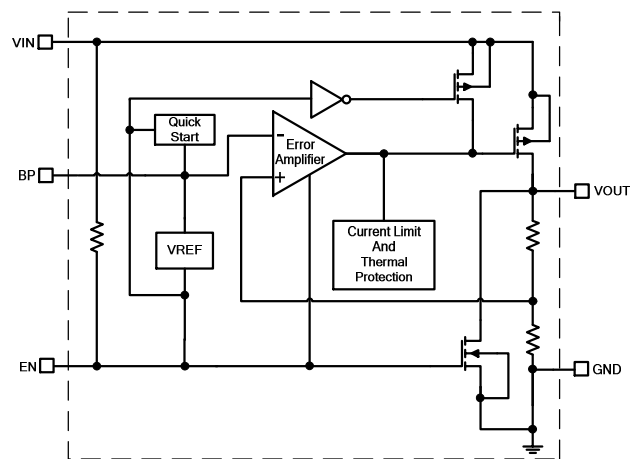 VIN
Quick
Start
-
Error
Amplifier
+
BP
VOUT
VREF
Current Limit
And
Thermal
Protection
EN
GND